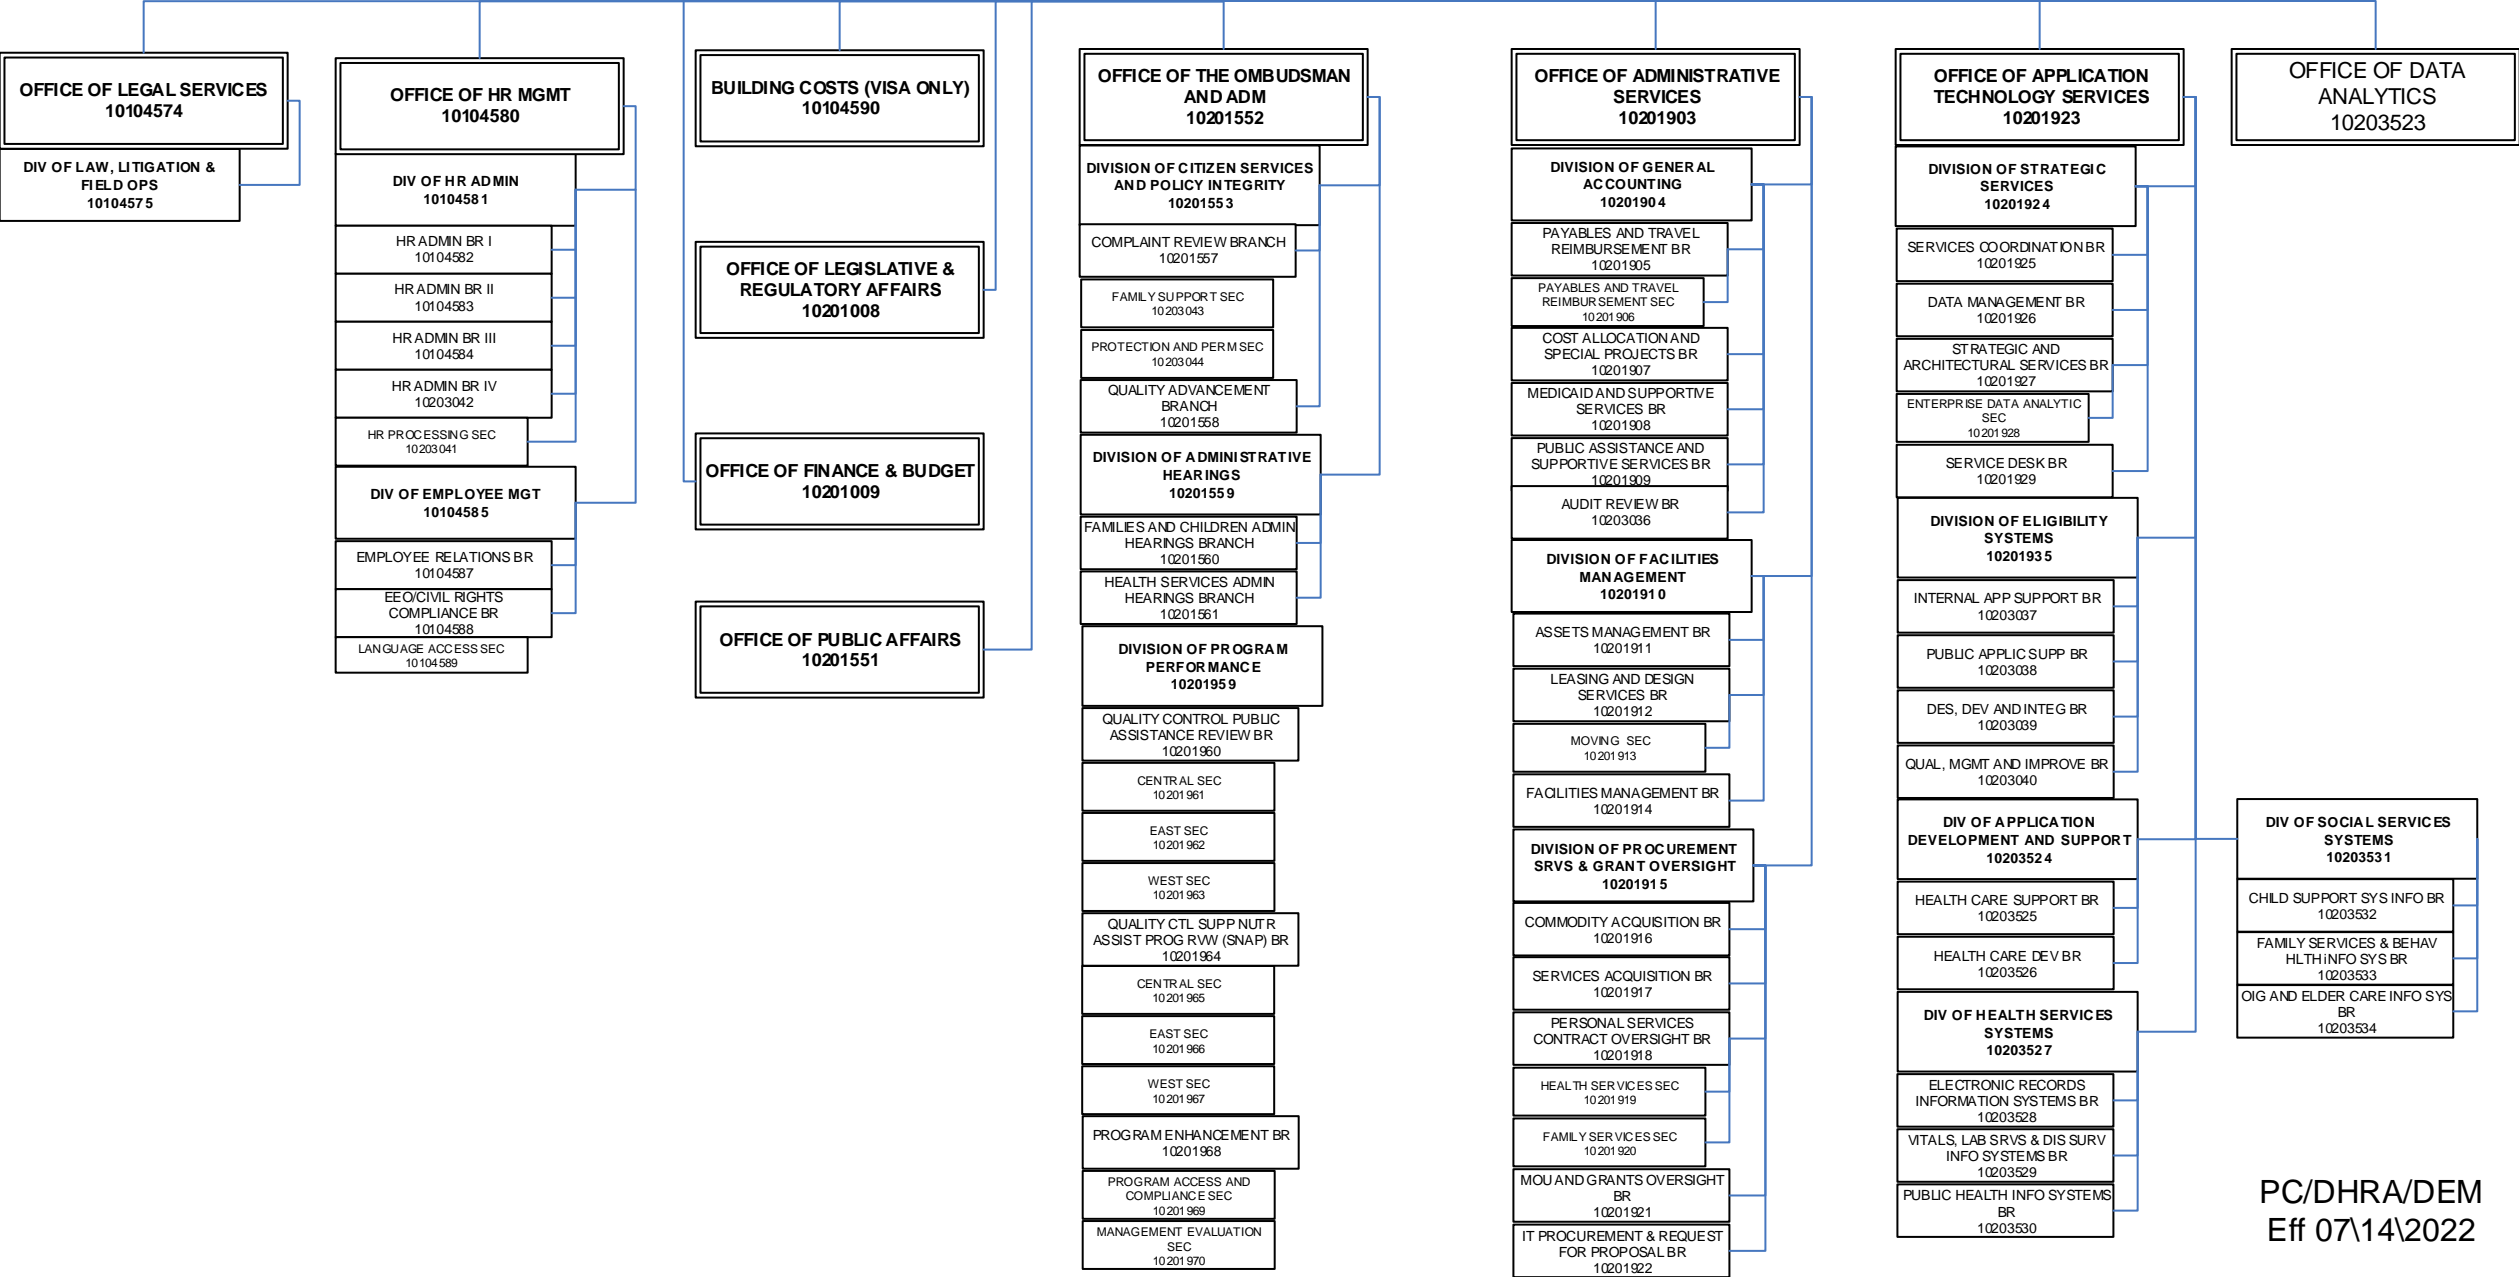 OFFICE OF LEGAL SERVICES
10104574
DIV OF LAW, LITIGATION &
FIELD OPS
10104575
OFFICE OF HR MGMT
10104580
DIV OF HR ADMIN
10104581
HR ADMIN BR I
10104582
HR ADMIN BR II
10104583
HR ADMIN BR III
10104584
HR ADMIN BR IV
10203042
HR PROCESSING SEC
10203041
DIV OF EMPLOYEE MGT
10104585
EMPLOYEE RELATIONS BR
10104587
EEO/CIVIL RIGHTS
COMPLIANCE BR
10104588
LANGUAGE ACCESS SEC
10104589
BUILDING COSTS (VISA ONLY)
10104590
OFFICE OF LEGISLATIVE &
REGULATORY AFFAIRS
10201008
OFFICE OF FINANCE & BUDGET
10201009
OFFICE OF PUBLIC AFFAIRS
10201551
OFFICE OF THE OMBUDSMAN
AND ADM
10201552
DIVISION OF CITIZEN SERVICES
AND POLICY INTEGRITY
10201553
COMPLAINT REVIEW BRANCH
10201557
FAMILY SUPPORT SEC
10203043
PROTECTION AND PERM SEC
10203044
QUALITY ADVANCEMENT
BRANCH
10201558
DIVISION OF ADMINISTRATIVE
HEARINGS
10201559
FAMILIES AND CHILDREN ADMIN
HEARINGS BRANCH
10201560
HEALTH SERVICES ADMIN
HEARINGS BRANCH
10201561
DIVISION OF PROGRAM
PERFORMANCE
10201959
QUALITY CONTROL PUBLIC
ASSISTANCE REVIEW BR
10201960
CENTRAL SEC
10201961
EAST SEC
10201962
WEST SEC
10201963
QUALITY CTL SUPP NUTR
ASSIST PROG RVW (SNAP) BR
10201964
CENTRAL SEC
10201965
EAST SEC
10201966
WEST SEC
10201967
PROGRAM ENHANCEMENT BR
10201968
PROGRAM ACCESS AND
COMPLIANCE SEC
10201969
MANAGEMENT EVALUATION
SEC
10201970
OFFICE OF ADMINISTRATIVE
SERVICES
10201903
DIVISION OF GENERAL
ACCOUNTING
10201904
PAYABLES AND TRAVEL
REIMBURSEMENT BR
10201905
PAYABLES AND TRAVEL
REIMBURSEMENT SEC
10201906
COST ALLOCATION AND
SPECIAL PROJECTS BR
10201907
MEDICAID AND SUPPORTIVE
SERVICES BR
10201908
PUBLIC ASSISTANCE AND
SUPPORTIVE SERVICES BR
10201909
AUDIT REVIEW BR
10203036
DIVISION OF FACILITIES
MANAGEMENT
10201910
ASSETS MANAGEMENT BR
10201911
LEASING AND DESIGN
SERVICES BR
10201912
MOVING SEC
10201913
FACILITIES MANAGEMENT BR
10201914
DIVISION OF PROCUREMENT
SRVS & GRANT OVERSIGHT
10201915
COMMODITY ACQUISITION BR
10201916
SERVICES ACQUISITION BR
10201917
PERSONAL SERVICES
CONTRACT OVERSIGHT BR
10201918
HEALTH SERVICES SEC
10201919
FAMILY SERVICES SEC
10201920
MOU AND GRANTS OVERSIGHT
BR
10201921
IT PROCUREMENT & REQUEST
FOR PROPOSAL BR
10201922
OFFICE OF APPLICATION
TECHNOLOGY SERVICES
10201923
DIVISION OF STRATEGIC
SERVICES
10201924
SERVICES COORDINATION BR
10201925
DATA MANAGEMENT BR
10201926
STRATEGIC AND
ARCHITECTURAL SERVICES BR
10201927
ENTERPRISE DATA ANALYTIC
SEC
10201928
SERVICE DESK BR
10201929
DIVISION OF ELIGIBILITY
SYSTEMS
10201935
INTERNAL APP SUPPORT BR
10203037
PUBLIC APPLIC SUPP BR
10203038
DES, DEV AND INTEG BR
10203039
QUAL, MGMT AND IMPROVE BR
10203040
DIV OF APPLICATION
DEVELOPMENT AND SUPPORT
10203524
HEALTH CARE SUPPORT BR
10203525
HEALTH CARE DEV BR
10203526
DIV OF HEALTH SERVICES
SYSTEMS
10203527
ELECTRONIC RECORDS
INFORMATION SYSTEMS BR
10203528
VITALS, LAB SRVS & DIS SURV
INFO SYSTEMS BR
10203529
PUBLIC HEALTH INFO SYSTEMS
BR
10203530
OFFICE OF DATA
ANALYTICS
10203523
DIV OF SOCIAL SERVICES
SYSTEMS
10203531
CHILD SUPPORT SYS INFO BR
10203532
FAMILY SERVICES & BEHAV
HLTH iNFO SYS BR
10203533
OIG AND ELDER CARE INFO SYS
BR
10203534
PC/DHRA/DEM
Eff 07\14\2022